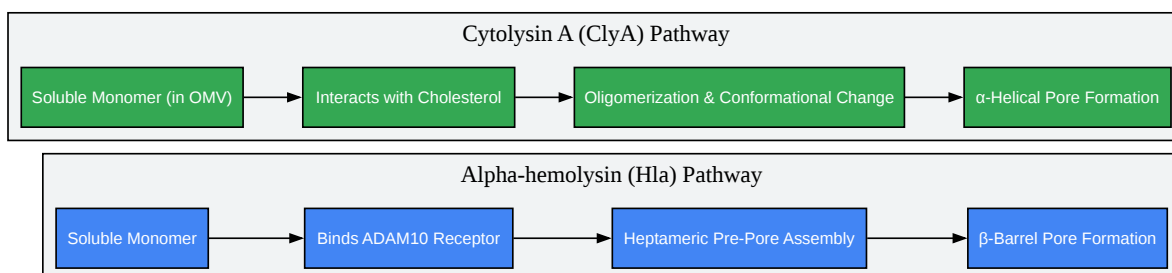 Cytolysin A (ClyA) Pathway
Soluble Monomer (in OMV)
Interacts with Cholesterol
Oligomerization & Conformational Change
α-Helical Pore Formation
Alpha-hemolysin (Hla) Pathway
Soluble Monomer
Binds ADAM10 Receptor
Heptameric Pre-Pore Assembly
β-Barrel Pore Formation